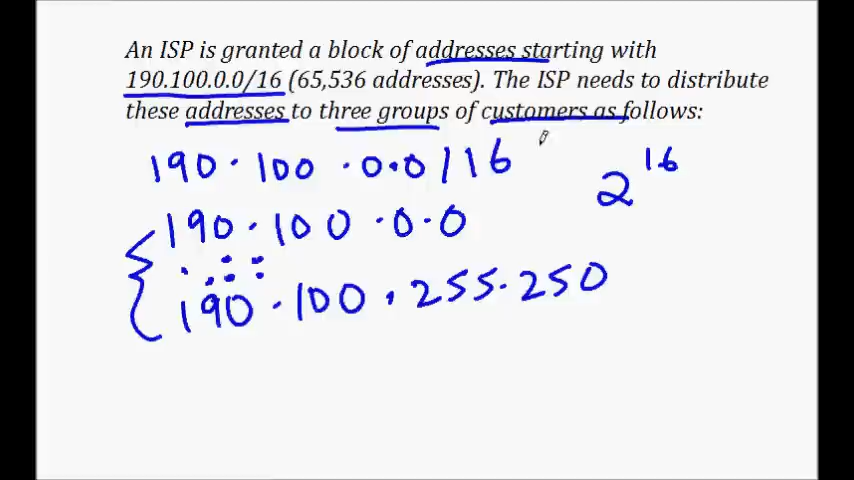 An ISP is granted a block of addresses starting with
190.100.0.0/16 (65,536 addresses). The ISP needs to distribute
these addresses to three groups of customers as follows:
190.100.0.0/16
2^16
190.100.0.0
190.100.255.250